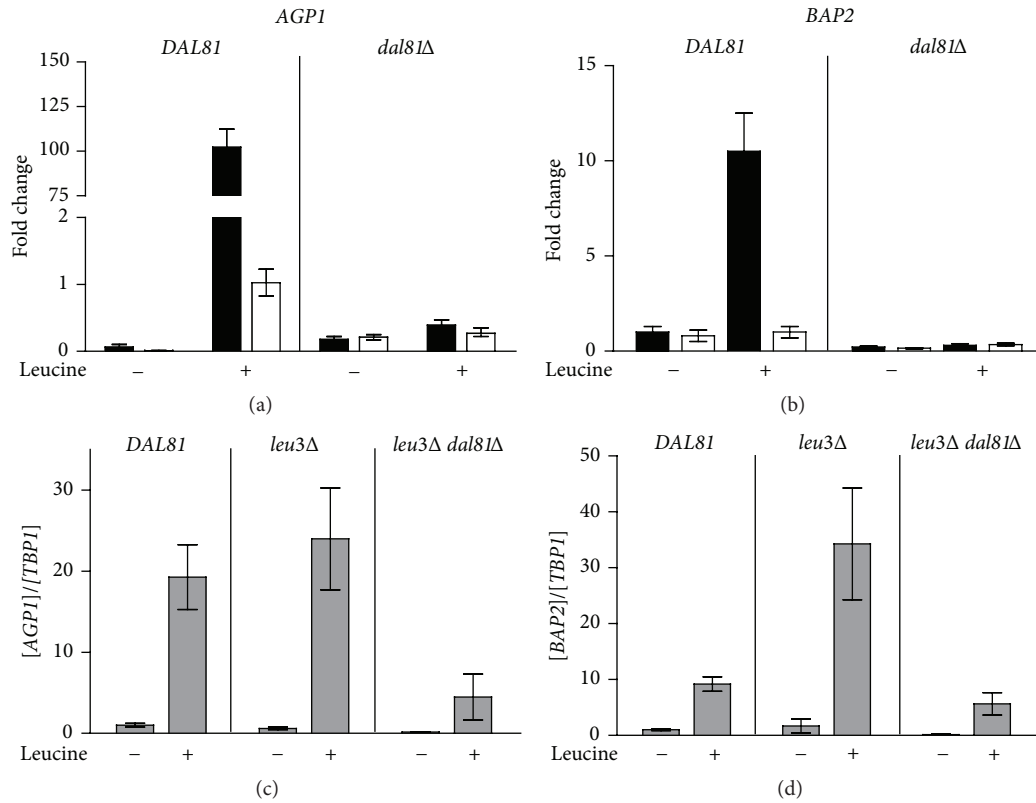 AGP1
DAL81 dal81Δ
Fold change
150
125
100
75
2
1
0
Leucine − + − +
(a)
BAP2
DAL81 dal81Δ
Fold change
15
10
5
0
Leucine − + − +
(b)
DAL81 leu3Δ leu3Δ dal81Δ
[AGP1]/[TBP1]
30
20
10
0
Leucine − + − + − +
(c)
DAL81 leu3Δ leu3Δ dal81Δ
[BAP2]/[TBP1]
50
40
30
20
10
0
Leucine − + − + − +
(d)